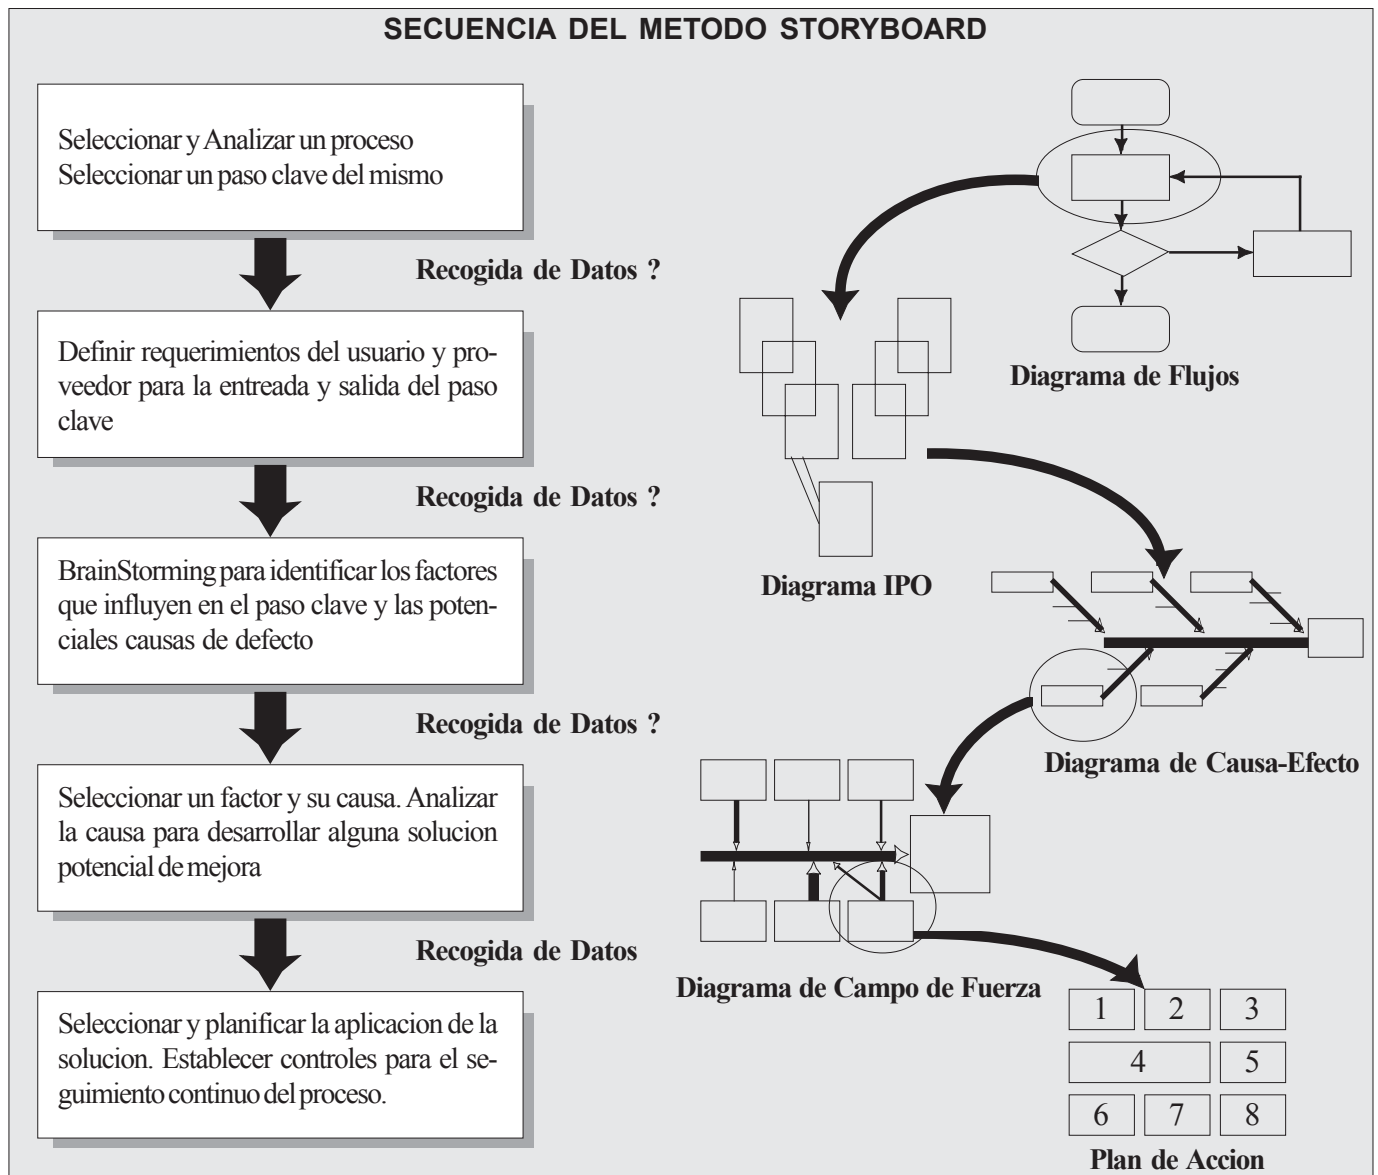 SECUENCIA DEL METODO STORYBOARD
Seleccionar y Analizar un proceso
Seleccionar un paso clave del mismo
Recogida de Datos ?
Definir requerimientos del usuario y pro-
veedor para la entreada y salida del paso
clave
Recogida de Datos ?
BrainStorming para identificar los factores
que influyen en el paso clave y las poten-
ciales causas de defecto
Recogida de Datos ?
Seleccionar un factor y su causa. Analizar
la causa para desarrollar alguna solucion
potencial de mejora
Recogida de Datos
Seleccionar y planificar la aplicacion de la
solucion. Establecer controles para el se-
guimiento continuo del proceso.
Diagrama de Flujos
Diagrama IPO
Diagrama de Causa-Efecto
Diagrama de Campo de Fuerza
1 2 3
4 5
6 7 8
Plan de Accion